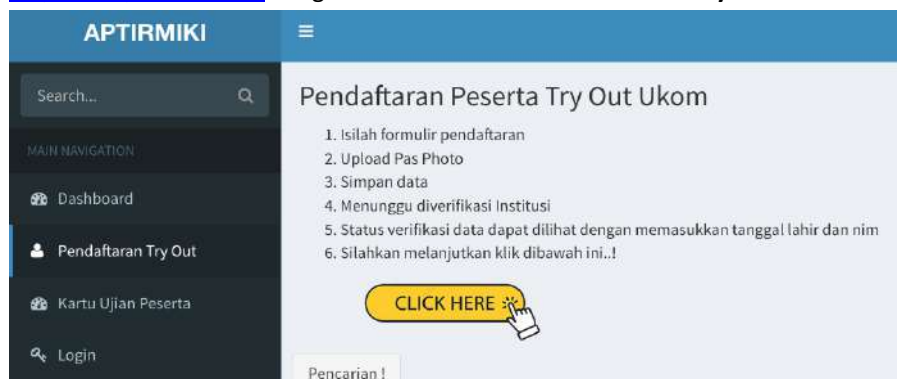 APTIRMIKI
Search...
MAIN NAVIGATION
Dashboard
Pendaftaran Try Out
Kartu Ujian Peserta
Login
Pendaftaran Peserta Try Out Ukom
1. Isilah formulir pendaftaran
2. Upload Pas Photo
3. Simpan data
4. Menunggu diverifikasi Institusi
5. Status verifikasi data dapat dilihat dengan memasukkan tanggal lahir dan nim
6. Silahkan melanjutkan klik dibawah ini..!
CLICK HERE
Pencarian !